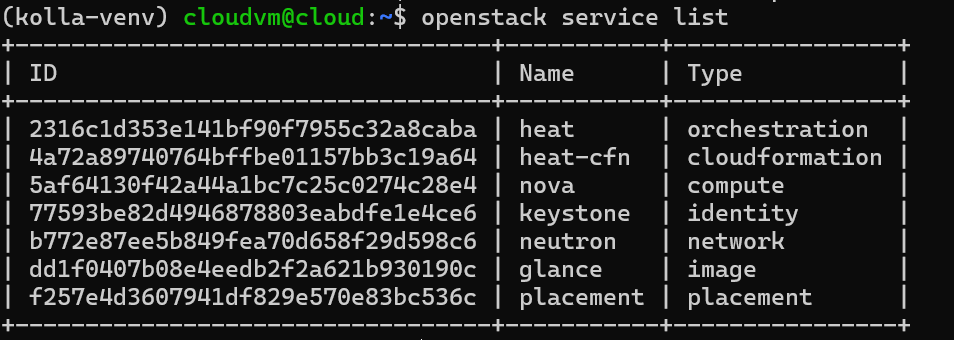 (kolla-venv) cloudvm@cloud:~$ openstack service list
+----------------------------------+-----------+----------------+
| ID                               | Name      | Type           |
+----------------------------------+-----------+----------------+
| 2316c1d353e141bf90f7955c32a8caba | heat      | orchestration  |
| 4a72a89740764bffbe01157bb3c19a64 | heat-cfn  | cloudformation |
| 5af64130f42a44a1bc7c25c0274c28e4 | nova      | compute        |
| 77593be82d4946878803eabdfe1e4ce6 | keystone  | identity       |
| b772e87ee5b849fea70d658f29d598c6 | neutron   | network        |
| dd1f0407b08e4eedb2f2a621b930190c | glance    | image          |
| f257e4d3607941df829e570e83bc536c | placement | placement      |
+----------------------------------+-----------+----------------+